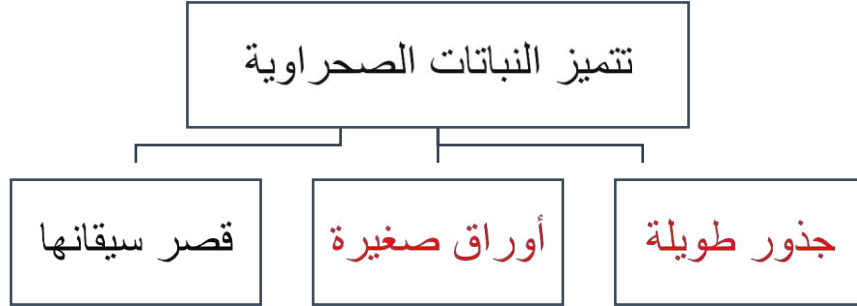 تتميز النباتات الصحراوية
جذور طويلة
أوراق صغيرة
قصر سيقانها